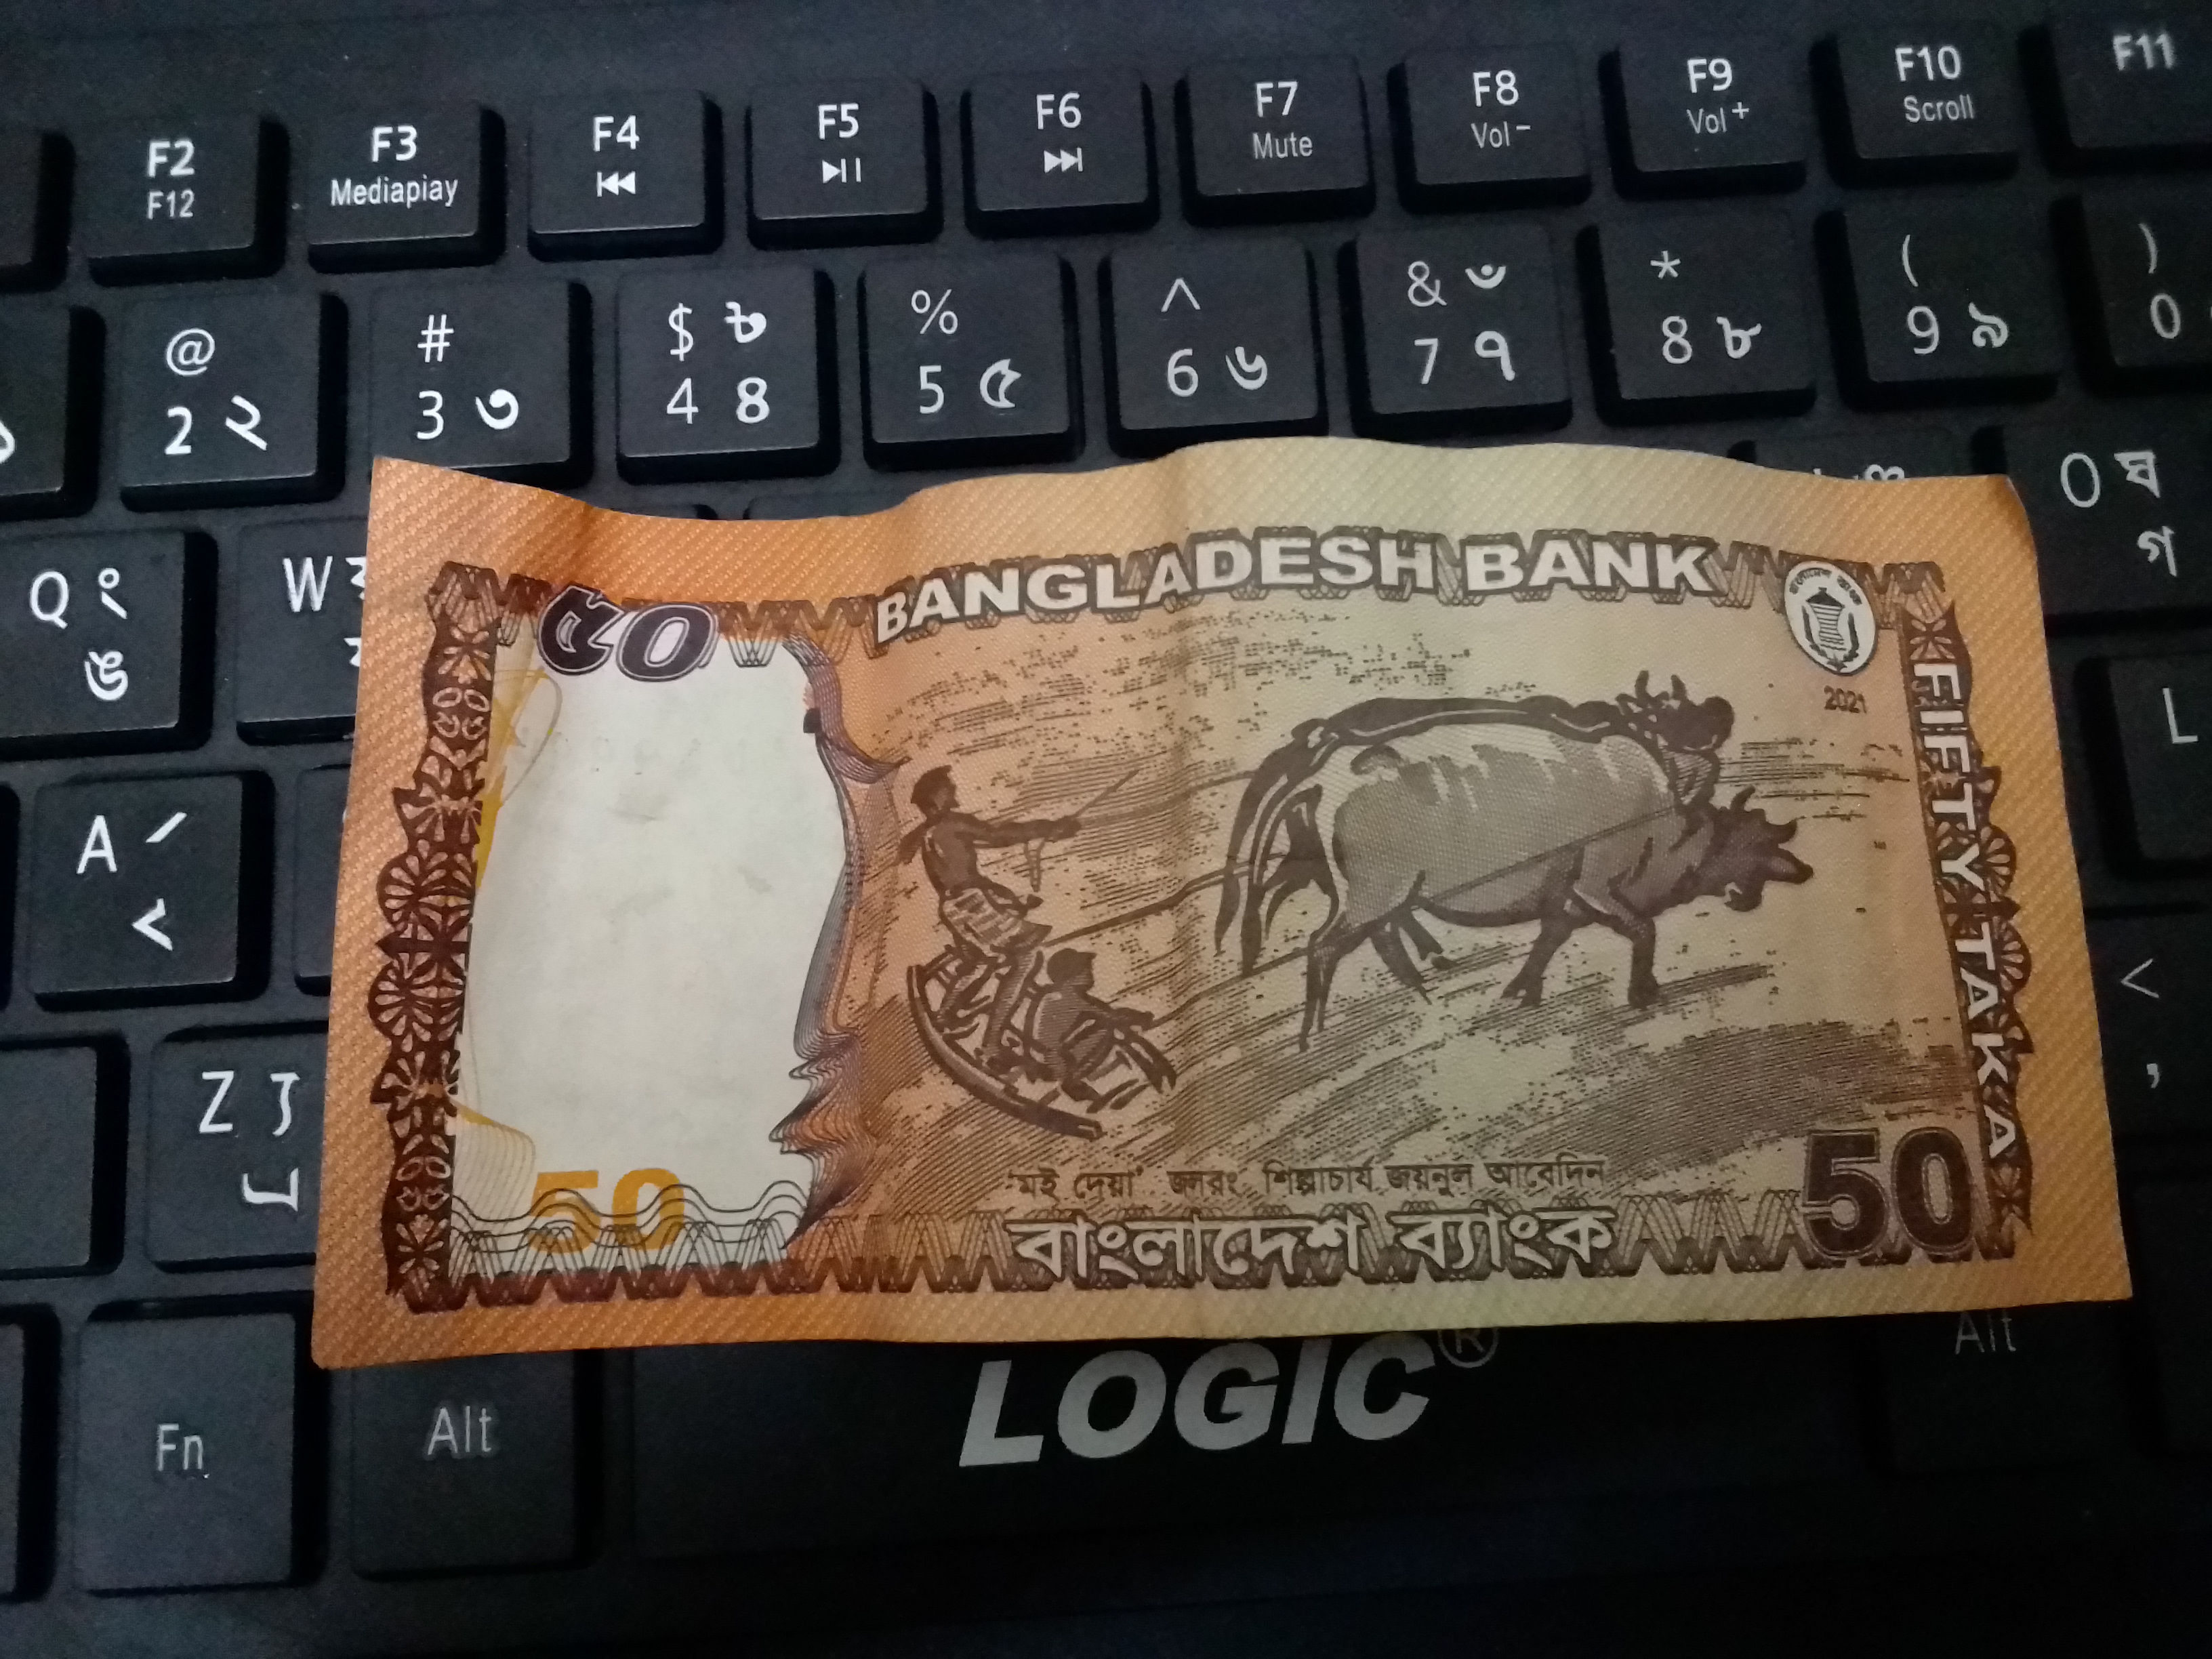 F2 F3 F4 F5 F6 F7 F8 F9 F10 F11
F12 Mediapiay Mute Vol- Vol+ Scroll
@ # $ ৳ % ^ & ঁ * ( )
2 ২ 3 ৩ 4 ৪ 5 ৫ 6 ৬ 7 ৭ 8 ৮ 9 ৯ 0
Q ং W O ঘ
ঙ গ
৫০ BANGLADESH BANK
2021
FIFTY TAKA
L
A
<
,
Z
50
'মই দেয়া' জলরং শিল্পাচার্য জয়নুল আবেদিন
বাংলাদেশ ব্যাংক
50
LOGIC®
Fn Alt Alt